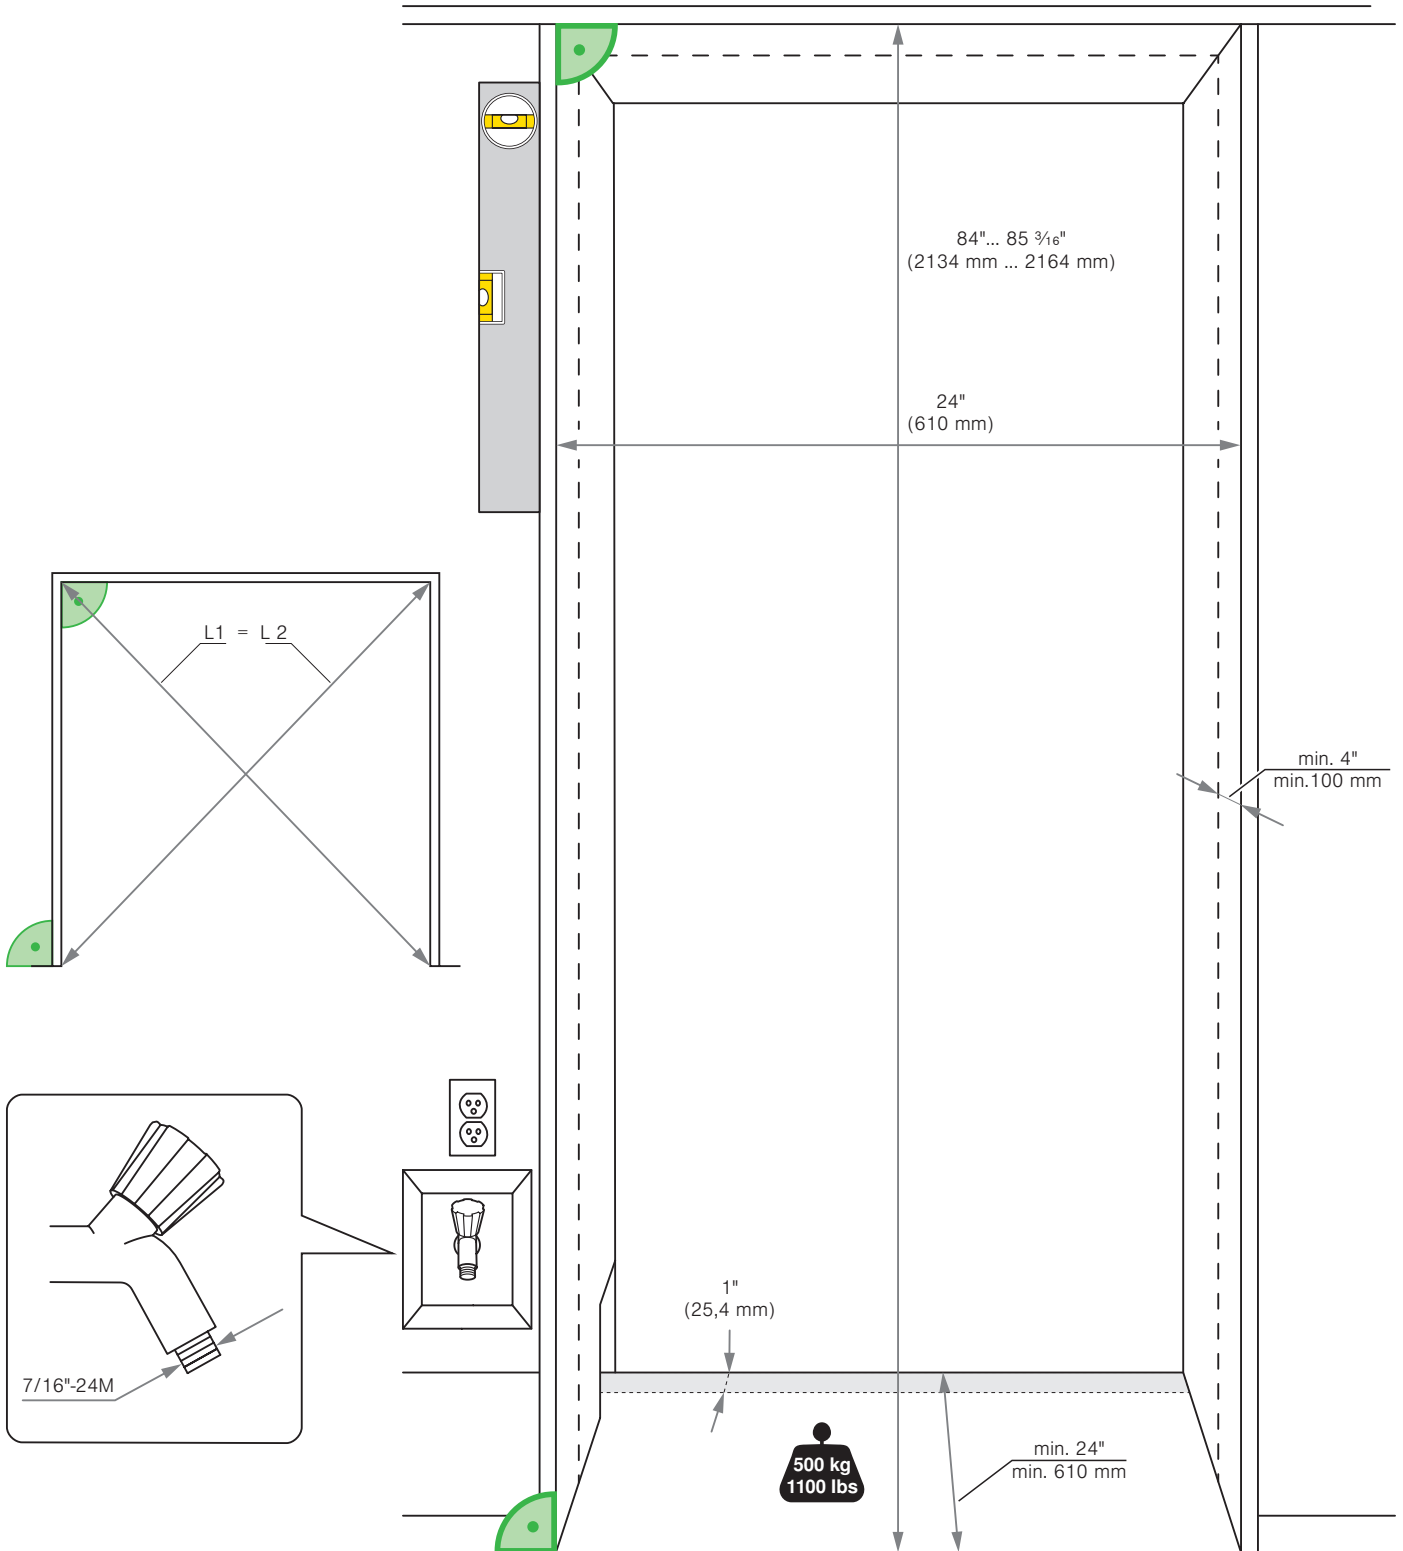 84"... 85 ³⁄₁₆"
(2134 mm ... 2164 mm)
24"
(610 mm)
L1 = L 2
min. 4"
min.100 mm
1"
(25,4 mm)
7/16"-24M
500 kg
1100 lbs
min. 24"
min. 610 mm